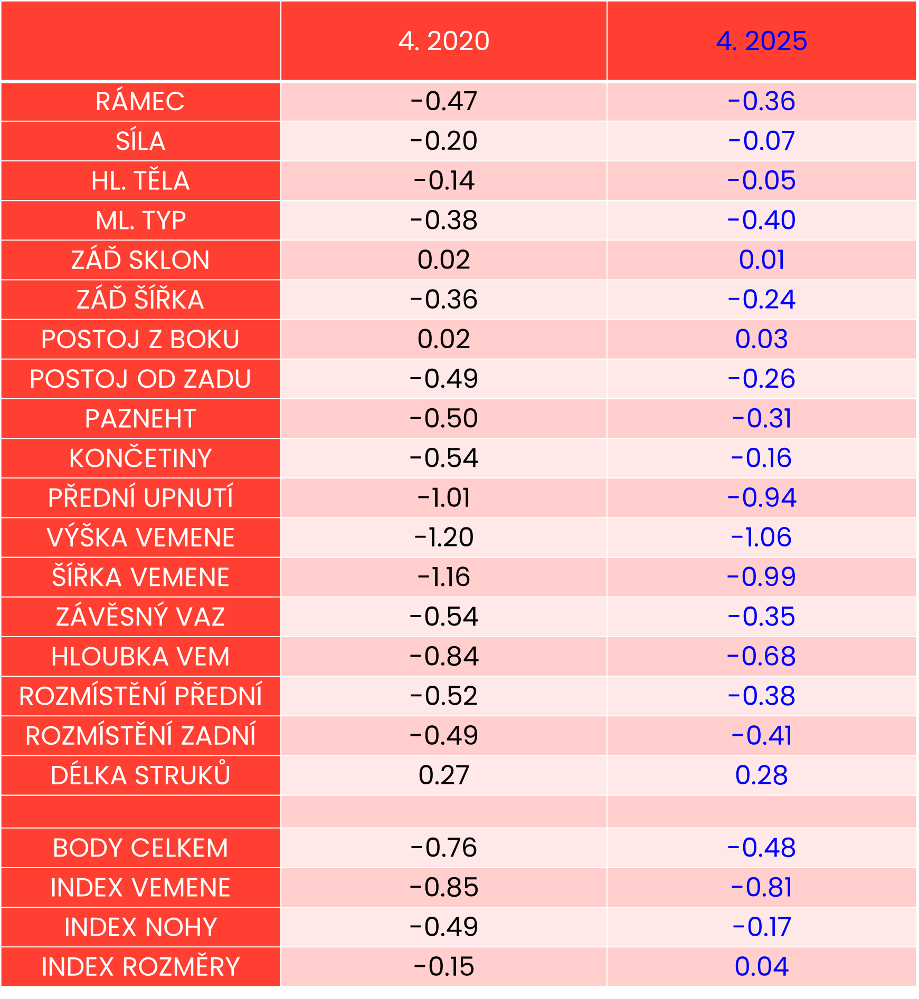 4. 2020 4. 2025
RÁMEC -0.47 -0.36
SÍLA -0.20 -0.07
HL. TĚLA -0.14 -0.05
ML. TYP -0.38 -0.40
ZÁĎ SKLON 0.02 0.01
ZÁĎ ŠÍŘKA -0.36 -0.24
POSTOJ Z BOKU 0.02 0.03
POSTOJ OD ZADU -0.49 -0.26
PAZNEHT -0.50 -0.31
KONČETINY -0.54 -0.16
PŘEDNÍ UPNUTÍ -1.01 -0.94
VÝŠKA VEMENE -1.20 -1.06
ŠÍŘKA VEMENE -1.16 -0.99
ZÁVĚSNÝ VAZ -0.54 -0.35
HLOUBKA VEM -0.84 -0.68
ROZMÍSTĚNÍ PŘEDNÍ -0.52 -0.38
ROZMÍSTĚNÍ ZADNÍ -0.49 -0.41
DÉLKA STRUKŮ 0.27 0.28
BODY CELKEM -0.76 -0.48
INDEX VEMENE -0.85 -0.81
INDEX NOHY -0.49 -0.17
INDEX ROZMĚRY -0.15 0.04